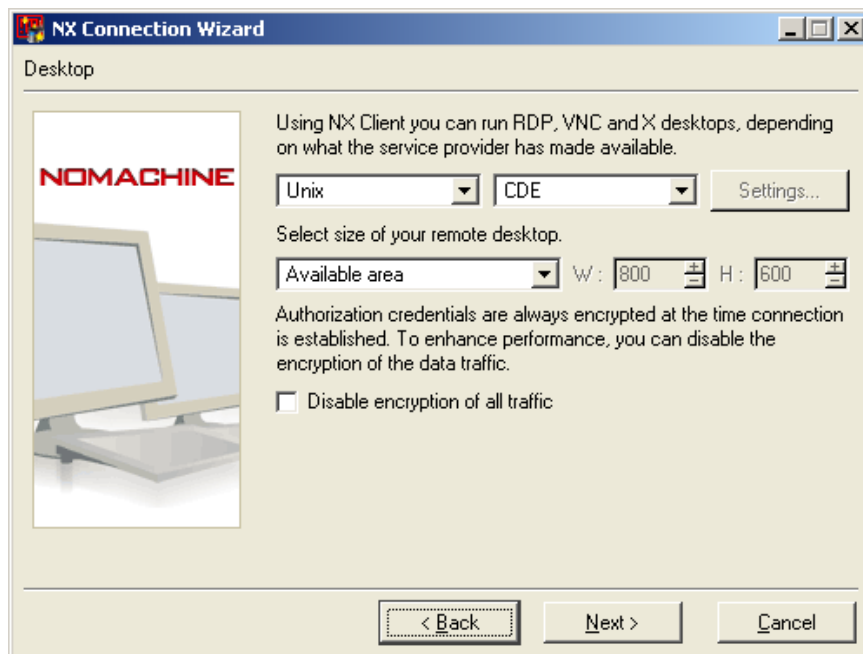 NX Connection Wizard
Desktop
NOMACHINE
Using NX Client you can run RDP, VNC and X desktops, depending
on what the service provider has made available.
Unix CDE Settings...
Select size of your remote desktop.
Available area W : 800 H : 600
Authorization credentials are always encrypted at the time connection
is established. To enhance performance, you can disable the
encryption of the data traffic.
Disable encryption of all traffic
< Back Next > Cancel